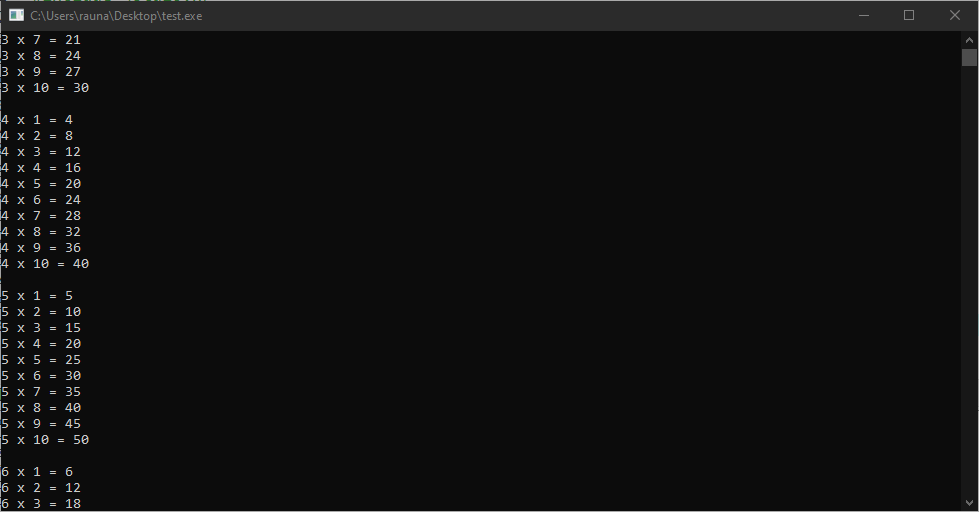 C:\Users\rauna\Desktop\test.exe
3 x 7 = 21
3 x 8 = 24
3 x 9 = 27
3 x 10 = 30
4 x 1 = 4
4 x 2 = 8
4 x 3 = 12
4 x 4 = 16
4 x 5 = 20
4 x 6 = 24
4 x 7 = 28
4 x 8 = 32
4 x 9 = 36
4 x 10 = 40
5 x 1 = 5
5 x 2 = 10
5 x 3 = 15
5 x 4 = 20
5 x 5 = 25
5 x 6 = 30
5 x 7 = 35
5 x 8 = 40
5 x 9 = 45
5 x 10 = 50
6 x 1 = 6
6 x 2 = 12
6 x 3 = 18